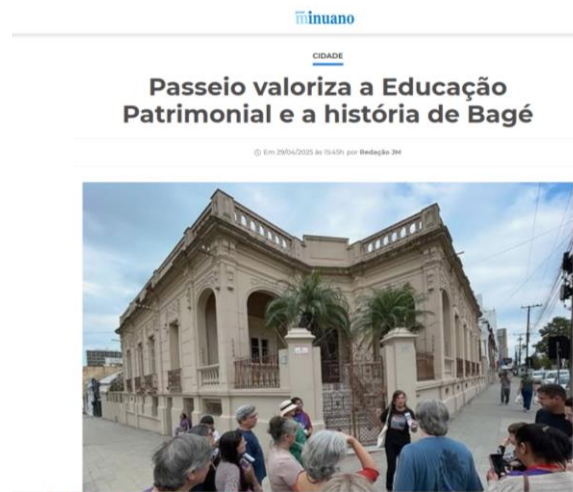 minuano
CIDADE
Passeio valoriza a Educação
Patrimonial e a história de Bagé
Em 29/04/2025 às 15:45h por Redação JM